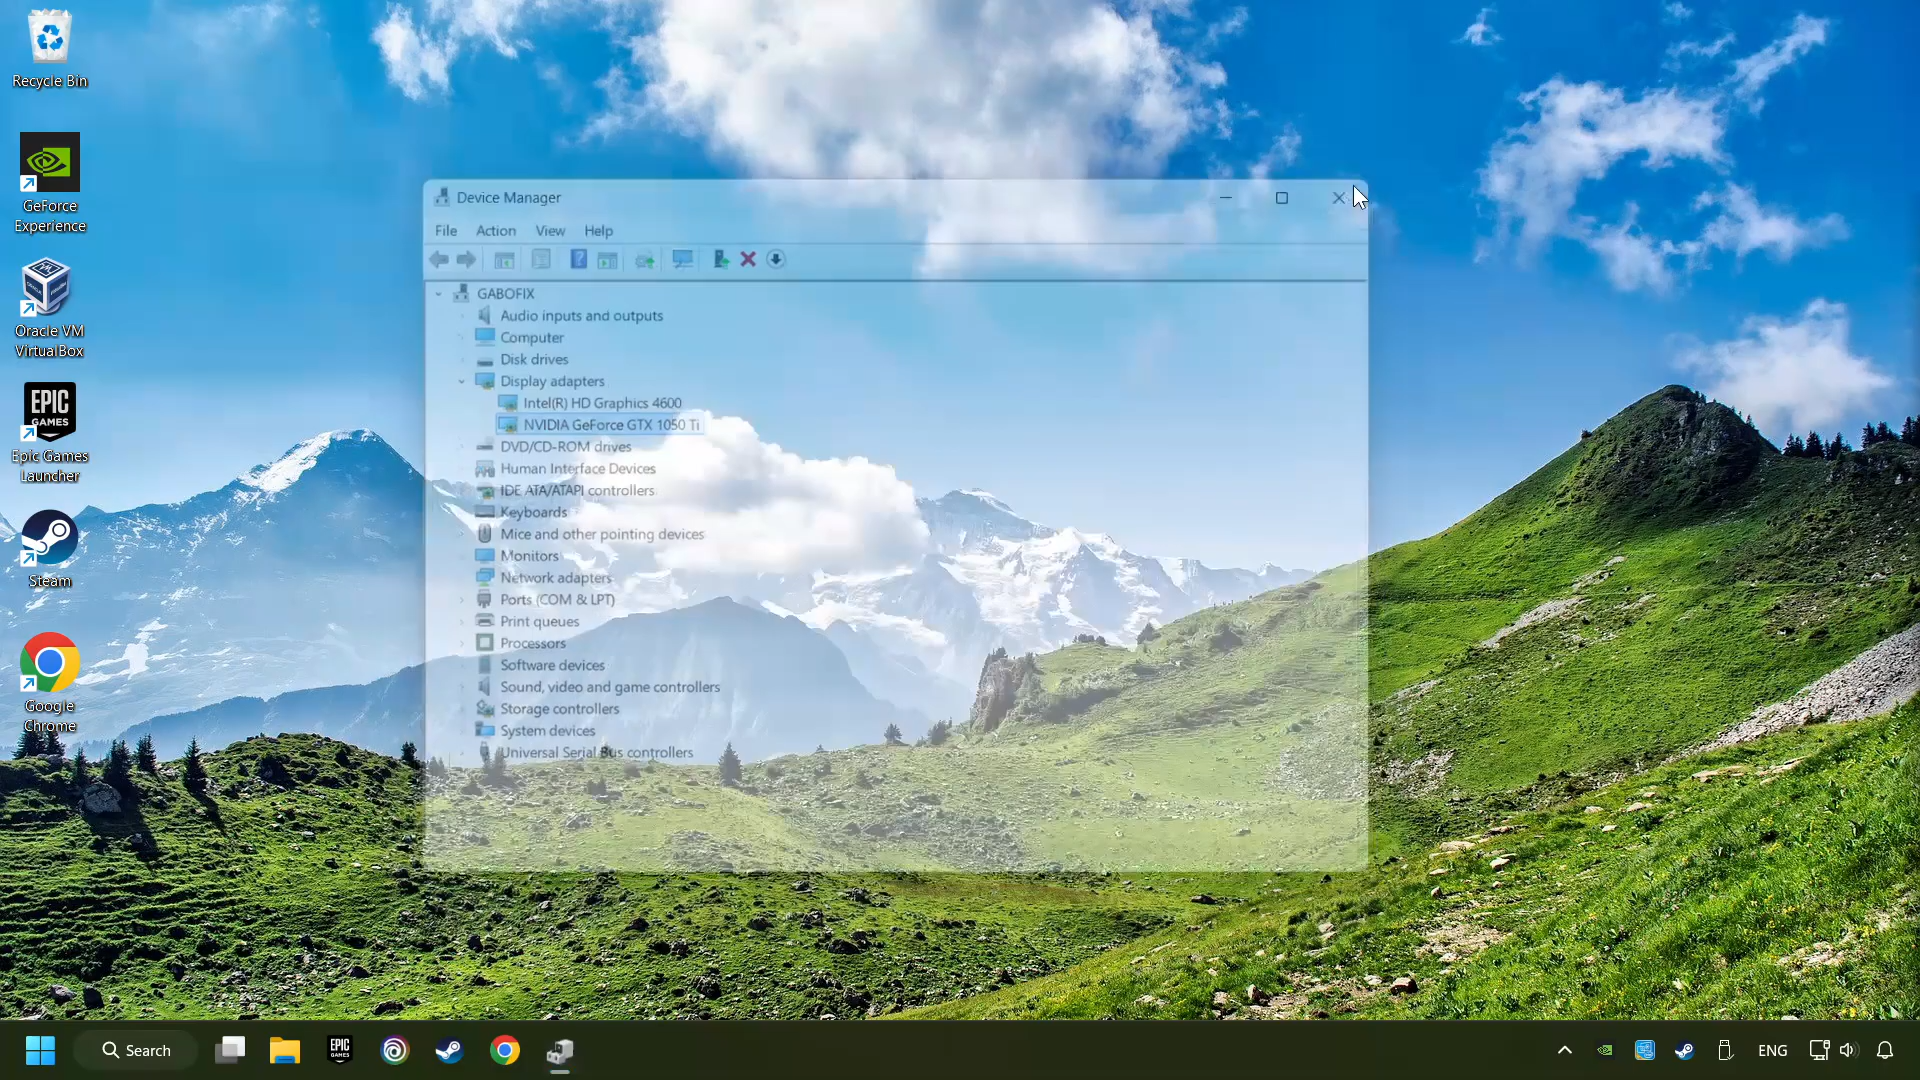 Recycle Bin
GeForce
Experience
Oracle VM
VirtualBox
EPIC
GAMES
Epic Games
Launcher
Steam
Google
Chrome
Device Manager
File Action View Help
GABOFIX
Audio inputs and outputs
Computer
Disk drives
Display adapters
Intel(R) HD Graphics 4600
NVIDIA GeForce GTX 1050 Ti
DVD/CD-ROM drives
Human Interface Devices
IDE ATA/ATAPI controllers
Keyboards
Mice and other pointing devices
Monitors
Network adapters
Ports (COM & LPT)
Print queues
Processors
Software devices
Sound, video and game controllers
Storage controllers
System devices
Universal Serial Bus controllers
Search
EPIC
GAMES
ENG